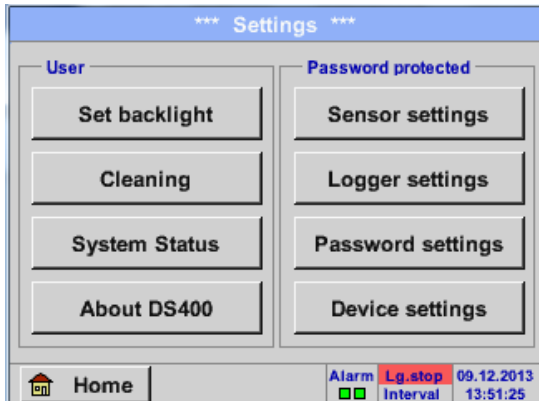 *** Settings ***
User
Set backlight
Cleaning
System Status
About DS400
Password protected
Sensor settings
Logger settings
Password settings
Device settings
Home
Alarm
Lg.stop
Interval
09.12.2013
13:51:25